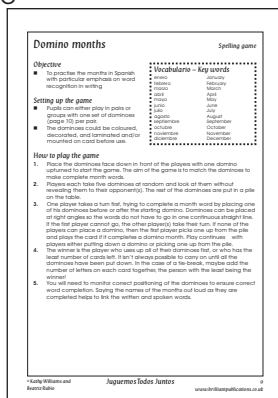 Domino months
Spelling game
Objective
■ To practise the months in Spanish
with particular emphasis on word
recognition in writing
Setting up the game
■ Pupils can either play in pairs or
groups with one set of dominoes
(page 10) per pair.
■ The dominoes could be coloured,
decorated, and laminated and/or
mounted on card before use.
Vocabulario – Key words
enero January
febrero February
marzo March
abril April
mayo May
junio June
julio July
agosto August
septiembre September
octubre October
noviembre November
diciembre December
How to play the game
1. Place the dominoes face down in front of the players with one domino
upturned to start the game. The aim of the game is to match the dominoes to
make complete month words.
2. Players each take five dominoes at random and look at them without
revealing them to their opponent(s). The rest of the dominoes are put in a pile
on the table.
3. One player takes a turn first, trying to complete a month word by placing one
of his dominoes before or after the starting domino. Dominoes can be placed
at right angles so the words do not have to go in one continuous straight line.
If the first player cannot go, the other player(s) take their turn. If none of the
players can place a domino, then the first player picks one up from the pile
and plays the card if it completes a domino month. Play continues with
players either putting down a domino or picking one up from the pile.
4. The winner is the player who uses up all of their dominoes first, or who has the
least number of cards left. It isn't always possible to carry on until all the
dominoes have been put down. In the case of a tie-break, maybe add the
number of letters on each card together, the person with the least being the
winner!
5. You will need to monitor correct positioning of the dominoes to ensure correct
word completion. Saying the names of the months out loud as they are
completed helps to link the written and spoken words.
© Kathy Williams and
Beatriz Rubio
Juguemos Todos Juntos
9
www.brilliantpublications.co.uk